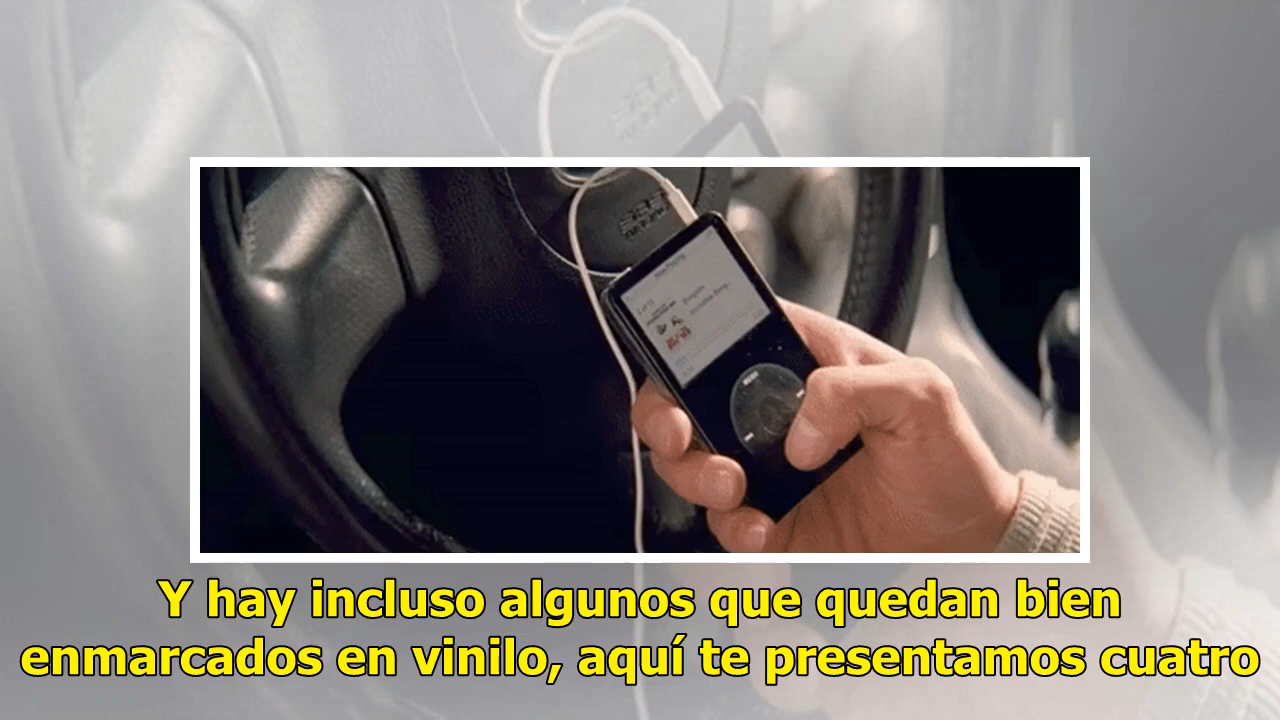 Y hay incluso algunos que quedan bien
enmarcados en vinilo, aquí te presentamos cuatro